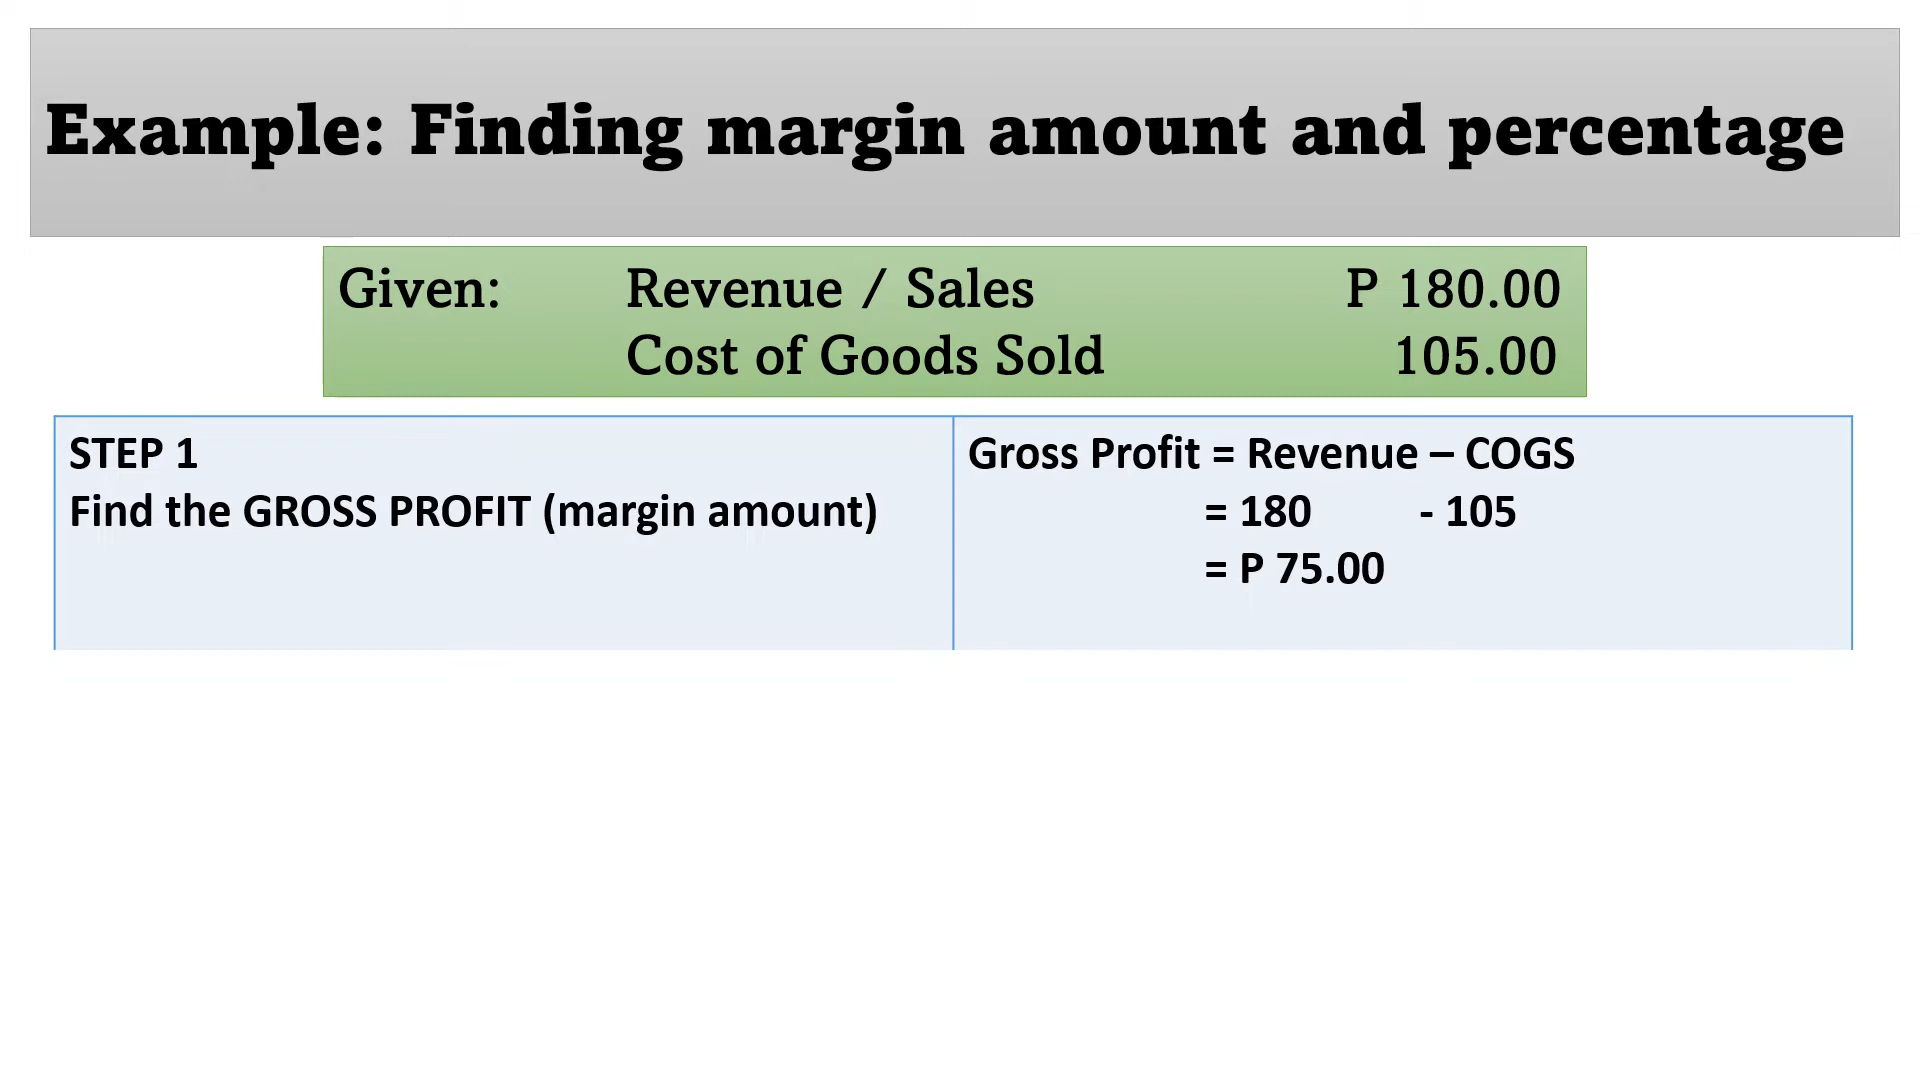 Example: Finding margin amount and percentage
Given: Revenue / Sales P 180.00
Cost of Goods Sold 105.00
STEP 1
Find the GROSS PROFIT (margin amount)
Gross Profit = Revenue – COGS
= 180 - 105
= P 75.00